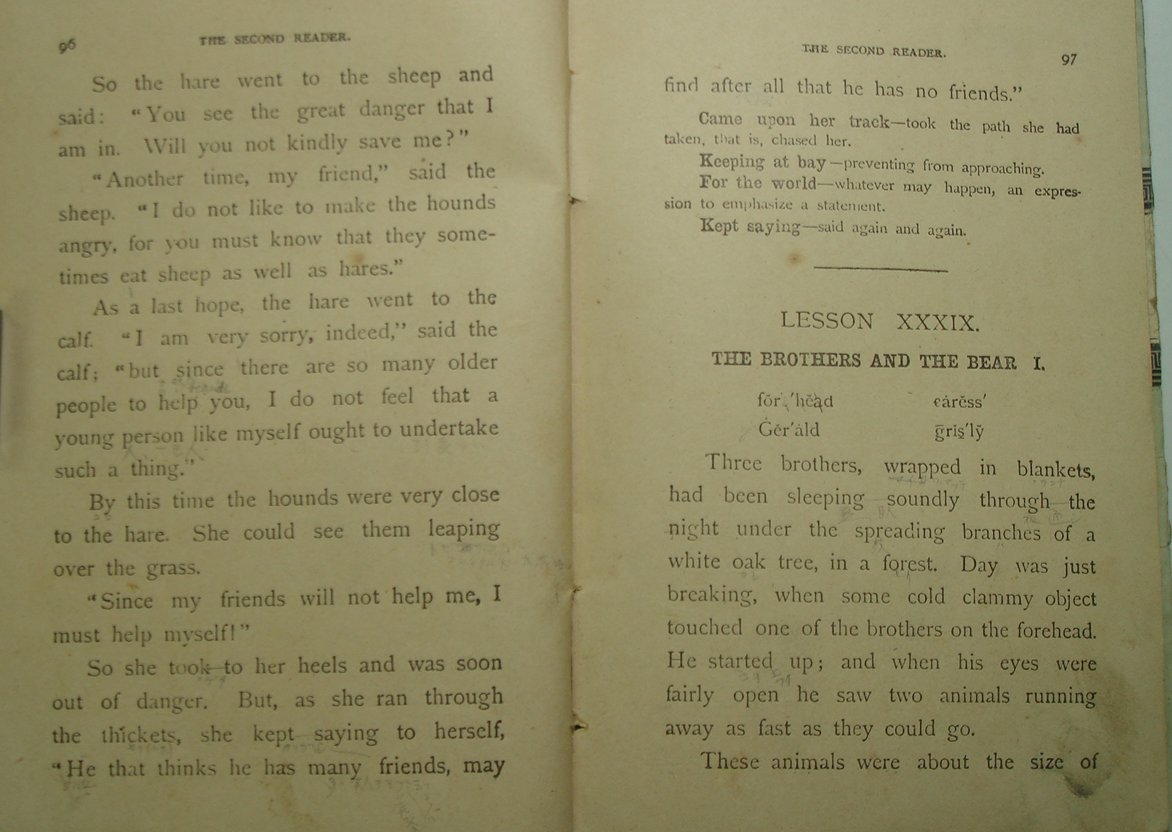 96
THE SECOND READER.
So the hare went to the sheep and
said: "You see the great danger that I
am in. Will you not kindly save me?"
"Another time, my friend," said the
sheep. "I do not like to make the hounds
angry, for you must know that they some-
times eat sheep as well as hares."
As a last hope, the hare went to the
calf. "I am very sorry, indeed," said the
calf; "but since there are so many older
people to help you, I do not feel that a
young person like myself ought to undertake
such a thing."
By this time the hounds were very close
to the hare. She could see them leaping
over the grass.
"Since my friends will not help me, I
must help myself!"
So she took to her heels and was soon
out of danger. But, as she ran through
the thickets, she kept saying to herself,
"He that thinks he has many friends, may
THE SECOND READER.
97
find after all that he has no friends."
Came upon her track—took the path she had
taken, that is, chased her.
Keeping at bay—preventing from approaching.
For the world—whatever may happen, an expres-
sion to emphasize a statement.
Kept saying—said again and again.
LESSON XXXIX.
THE BROTHERS AND THE BEAR I.
fŏr'hĕad cȧrĕss'
Ġĕr'ȧld ḡriṣ'lȳ
Three brothers, wrapped in blankets,
had been sleeping soundly through the
night under the spreading branches of a
white oak tree, in a forest. Day was just
breaking, when some cold clammy object
touched one of the brothers on the forehead.
He started up; and when his eyes were
fairly open he saw two animals running
away as fast as they could go.
These animals were about the size of